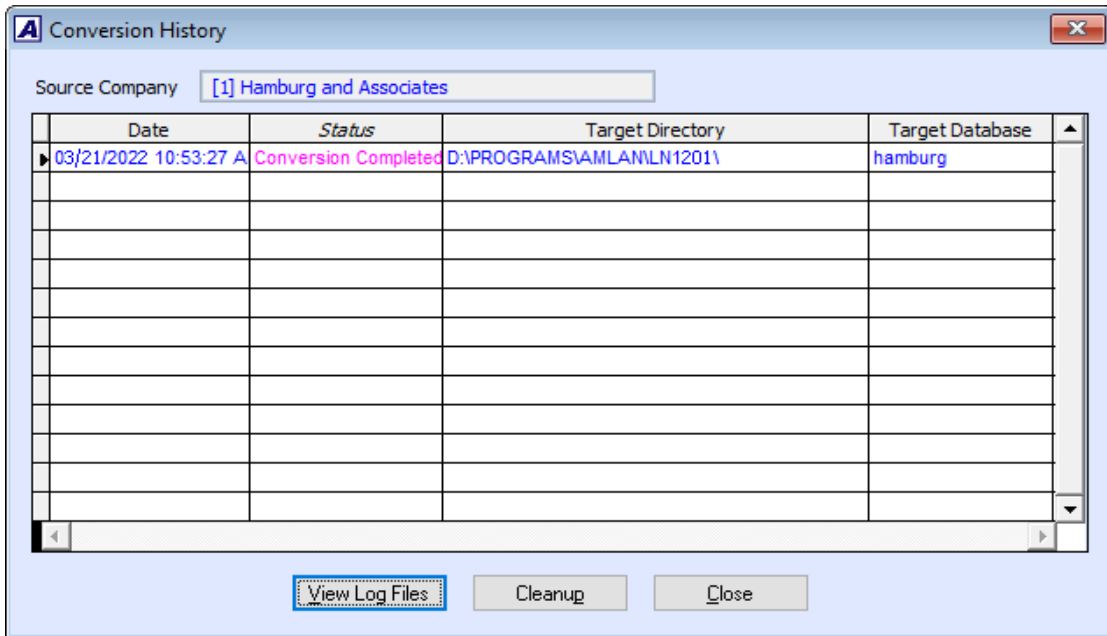 A Conversion History
Source Company [1] Hamburg and Associates
Date Status Target Directory Target Database
03/21/2022 10:53:27 A Conversion Completed D:\PROGRAMS\AMLAN\LN1201\ hamburg
View Log Files Cleanup Close